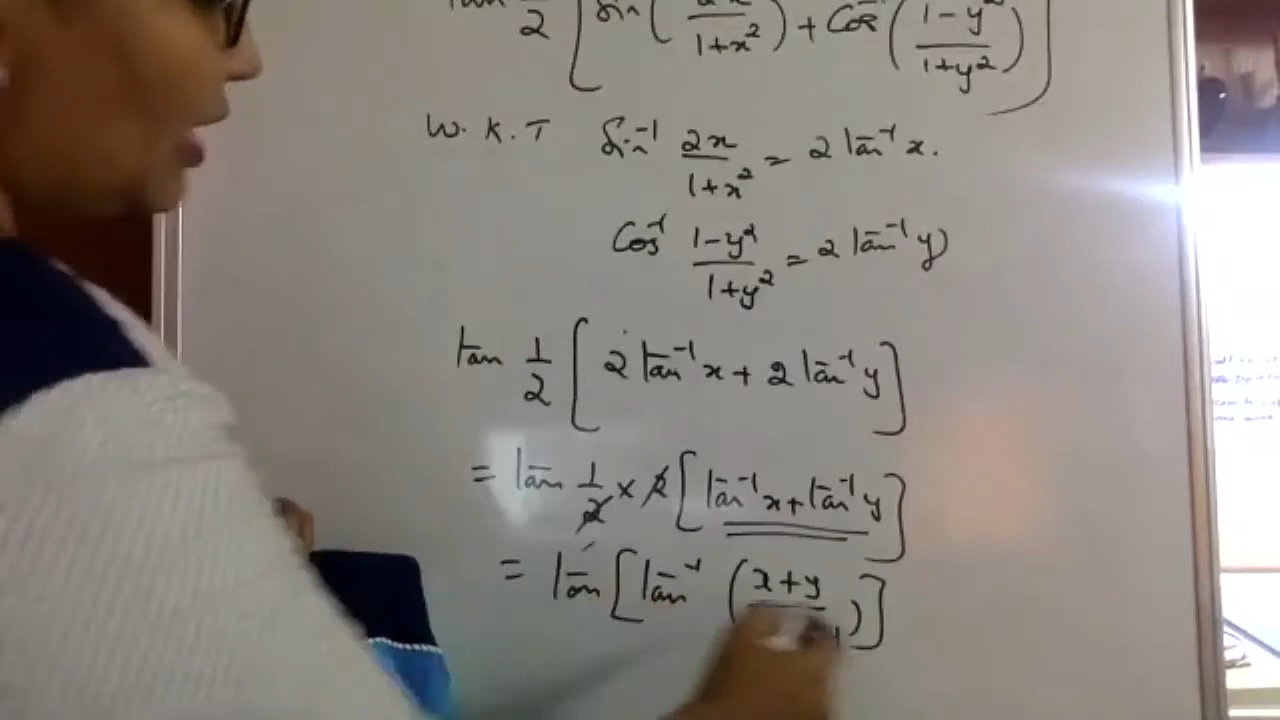 tan 1/2 [ sin ( 2x/1+x² ) + Cos⁻¹ ( 1-y²/1+y² ) ]
W.K.T sin⁻¹ 2x/1+x² = 2 tan⁻¹ x.
Cos⁻¹ 1-y²/1+y² = 2 tan⁻¹ y
tan 1/2 [ 2 tan⁻¹ x + 2 tan⁻¹ y ]
= tan 1/2 × 2 [ tan⁻¹ x + tan⁻¹ y ]
= tan [ tan⁻¹ ( x+y ) ]